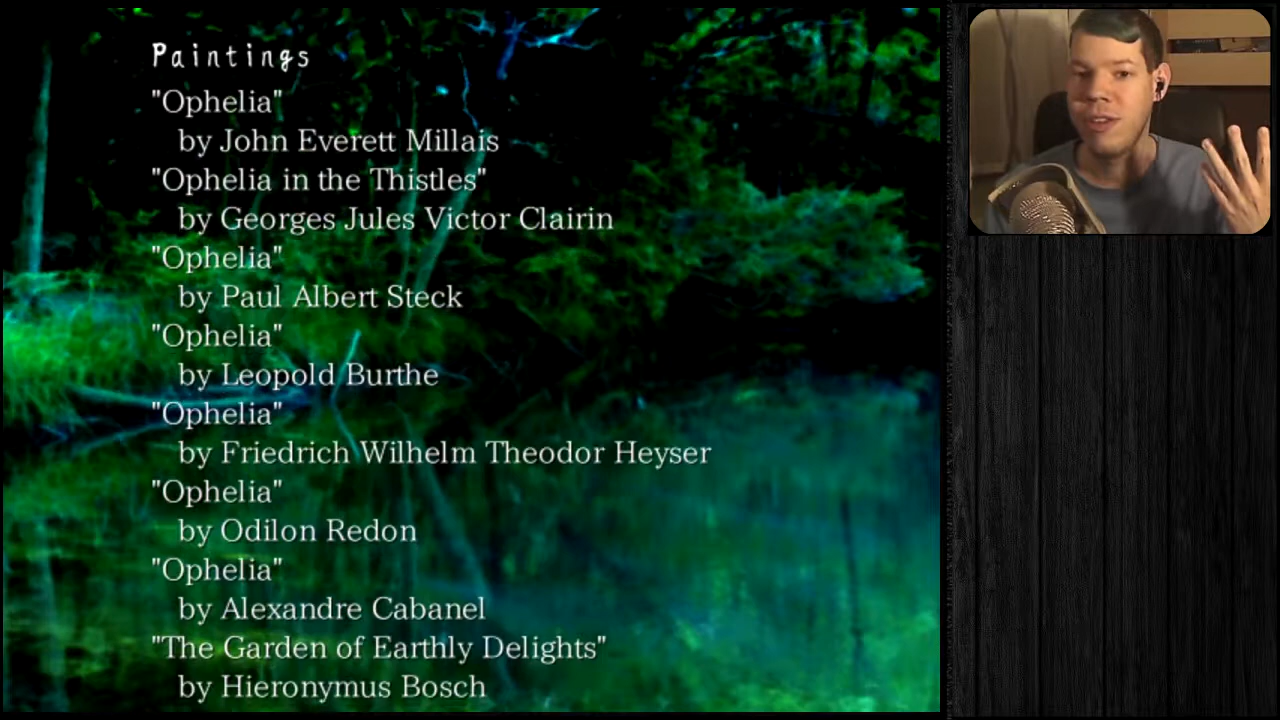 Paintings
"Ophelia"
by John Everett Millais
"Ophelia in the Thistles"
by Georges Jules Victor Clairin
"Ophelia"
by Paul Albert Steck
"Ophelia"
by Leopold Burthe
"Ophelia"
by Friedrich Wilhelm Theodor Heyser
"Ophelia"
by Odilon Redon
"Ophelia"
by Alexandre Cabanel
"The Garden of Earthly Delights"
by Hieronymus Bosch